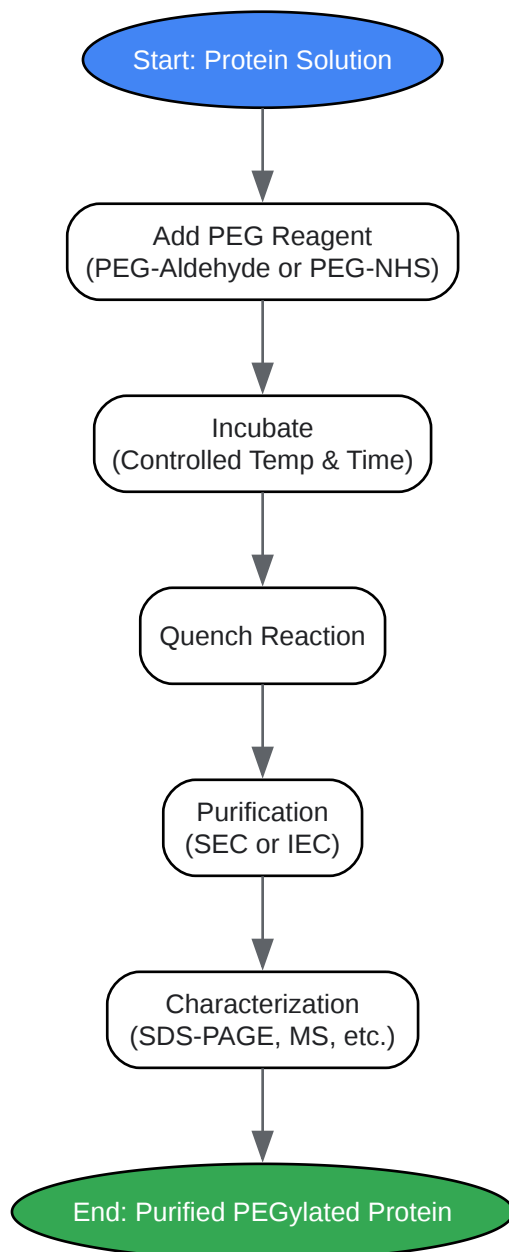 Start: Protein Solution
Add PEG Reagent
(PEG-Aldehyde or PEG-NHS)
Incubate
(Controlled Temp & Time)
Quench Reaction
Purification
(SEC or IEC)
Characterization
(SDS-PAGE, MS, etc.)
End: Purified PEGylated Protein